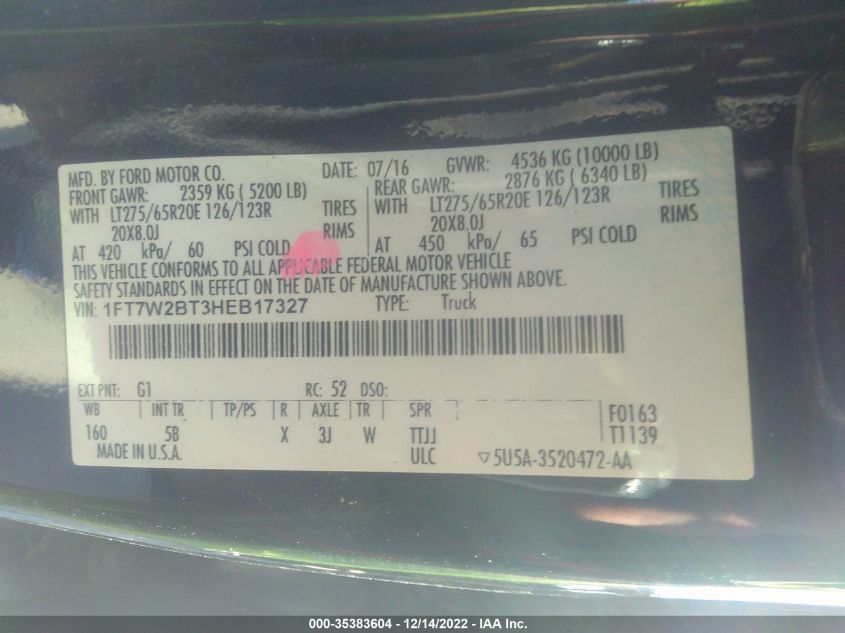 MFD. BY FORD MOTOR CO. DATE: 07/16 GVWR: 4536 KG (10000 LB)
FRONT GAWR: 2359 KG ( 5200 LB) REAR GAWR: 2876 KG ( 6340 LB)
WITH LT275/65R20E 126/123R TIRES WITH LT275/65R20E 126/123R TIRES
20X8.0J RIMS 20X8.0J RIMS
AT 420 kPa/ 60 PSI COLD AT 450 kPa/ 65 PSI COLD
THIS VEHICLE CONFORMS TO ALL APPLICABLE FEDERAL MOTOR VEHICLE
SAFETY STANDARDS IN EFFECT ON THE DATE OF MANUFACTURE SHOWN ABOVE.
VIN: 1FT7W2BT3HEB17327 TYPE: Truck
EXT PNT: G1 RC: 52 DSO:
WB INT TR TP/PS R AXLE TR SPR F0163
160 5B X 3J W TTJJ T1139
MADE IN U.S.A. ULC ▽5U5A-3520472-AA
000-35383604 - 12/14/2022 - IAA Inc.